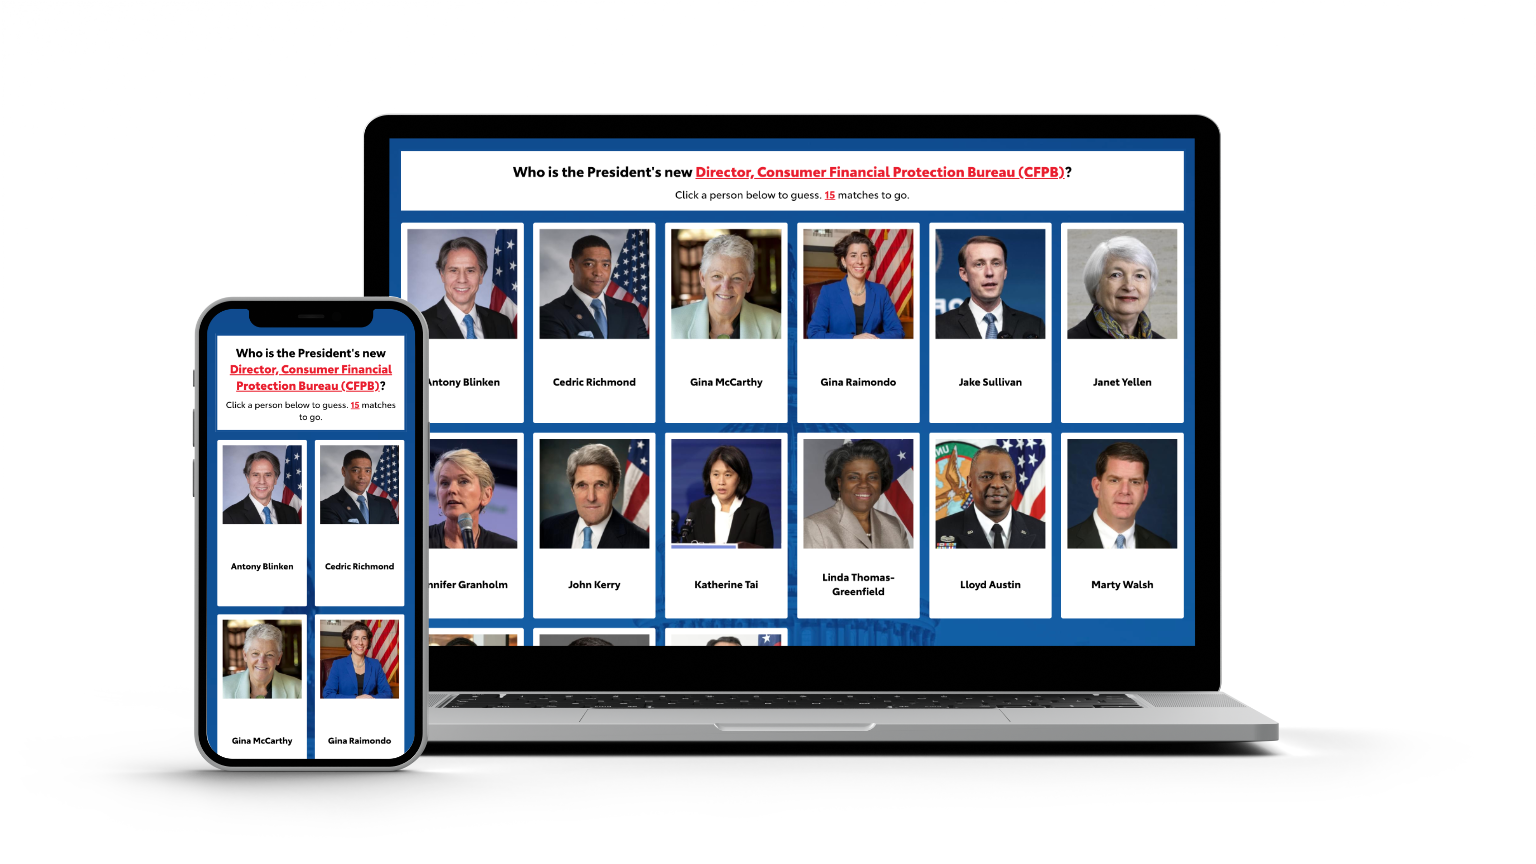 Who is the President's new Director, Consumer Financial Protection Bureau (CFPB)?
Click a person below to guess. 15 matches to go.
Antony Blinken
Cedric Richmond
Gina McCarthy
Gina Raimondo
Jake Sullivan
Janet Yellen
nnifer Granholm
John Kerry
Katherine Tai
Linda Thomas-
Greenfield
Lloyd Austin
Marty Walsh
Who is the President's new
Director, Consumer Financial
Protection Bureau (CFPB)?
Click a person below to guess. 15 matches
to go.
Antony Blinken
Cedric Richmond
Gina McCarthy
Gina Raimondo